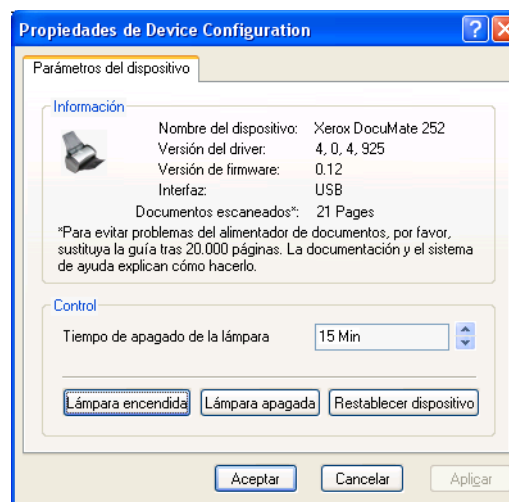 Propiedades de Device Configuration
Parámetros del dispositivo
Información
Nombre del dispositivo: Xerox DocuMate 252
Versión del driver: 4, 0, 4, 925
Versión de firmware: 0.12
Interfaz: USB
Documentos escaneados*: 21 Pages
*Para evitar problemas del alimentador de documentos, por favor,
sustituya la guía tras 20.000 páginas. La documentación y el sistema
de ayuda explican cómo hacerlo.
Control
Tiempo de apagado de la lámpara 15 Min
Lámpara encendida Lámpara apagada Restablecer dispositivo
Aceptar Cancelar Aplicar